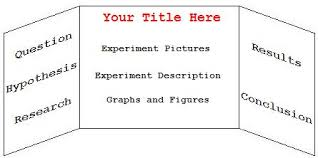 Question
Hypothesis
Research
Your Title Here
Experiment Pictures
Experiment Description
Graphs and Figures
Results
Conclusion